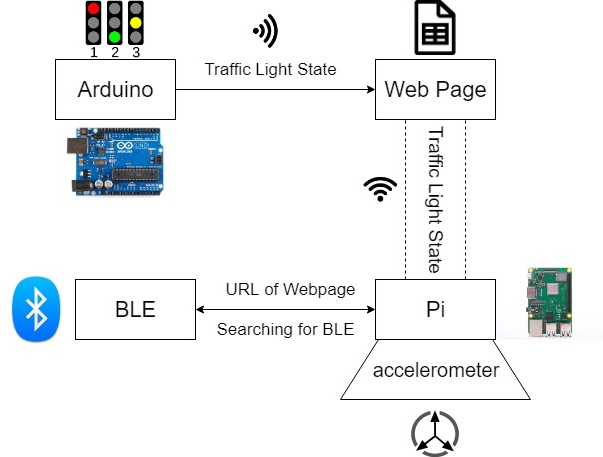 1 2 3
Traffic Light State
Arduino
Web Page
Traffic Light State
URL of Webpage
BLE
Pi
Searching for BLE
accelerometer